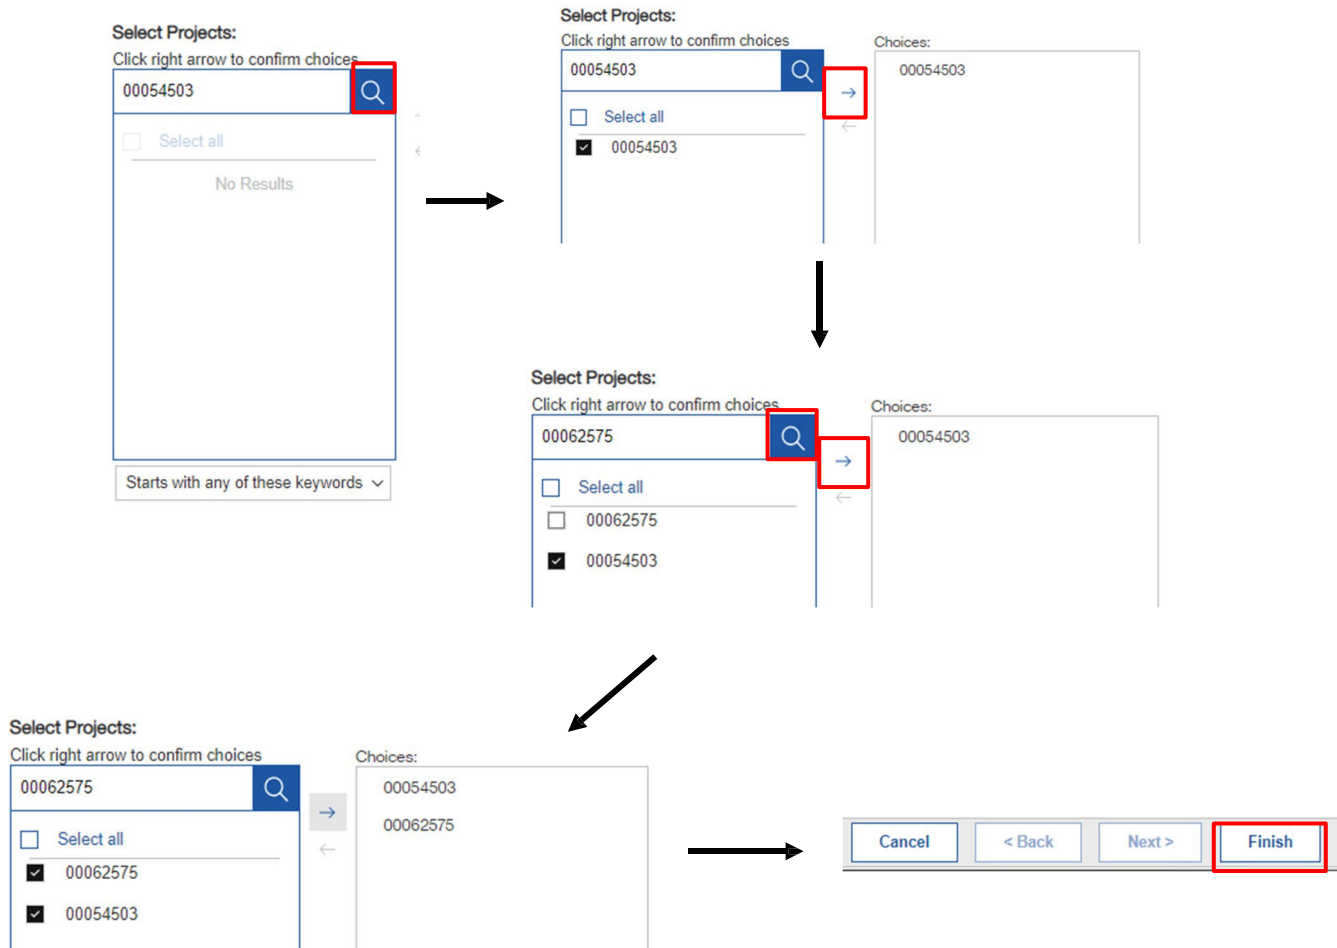 Select Projects:
Click right arrow to confirm choices
00054503
Select all
No Results
Starts with any of these keywords
Select Projects:
Click right arrow to confirm choices
00054503
Select all
00054503
Choices:
00054503
Select Projects:
Click right arrow to confirm choices
00062575
Select all
00062575
00054503
Choices:
00054503
Select Projects:
Click right arrow to confirm choices
00062575
Select all
00062575
00054503
Choices:
00054503
00062575
Cancel
< Back
Next >
Finish